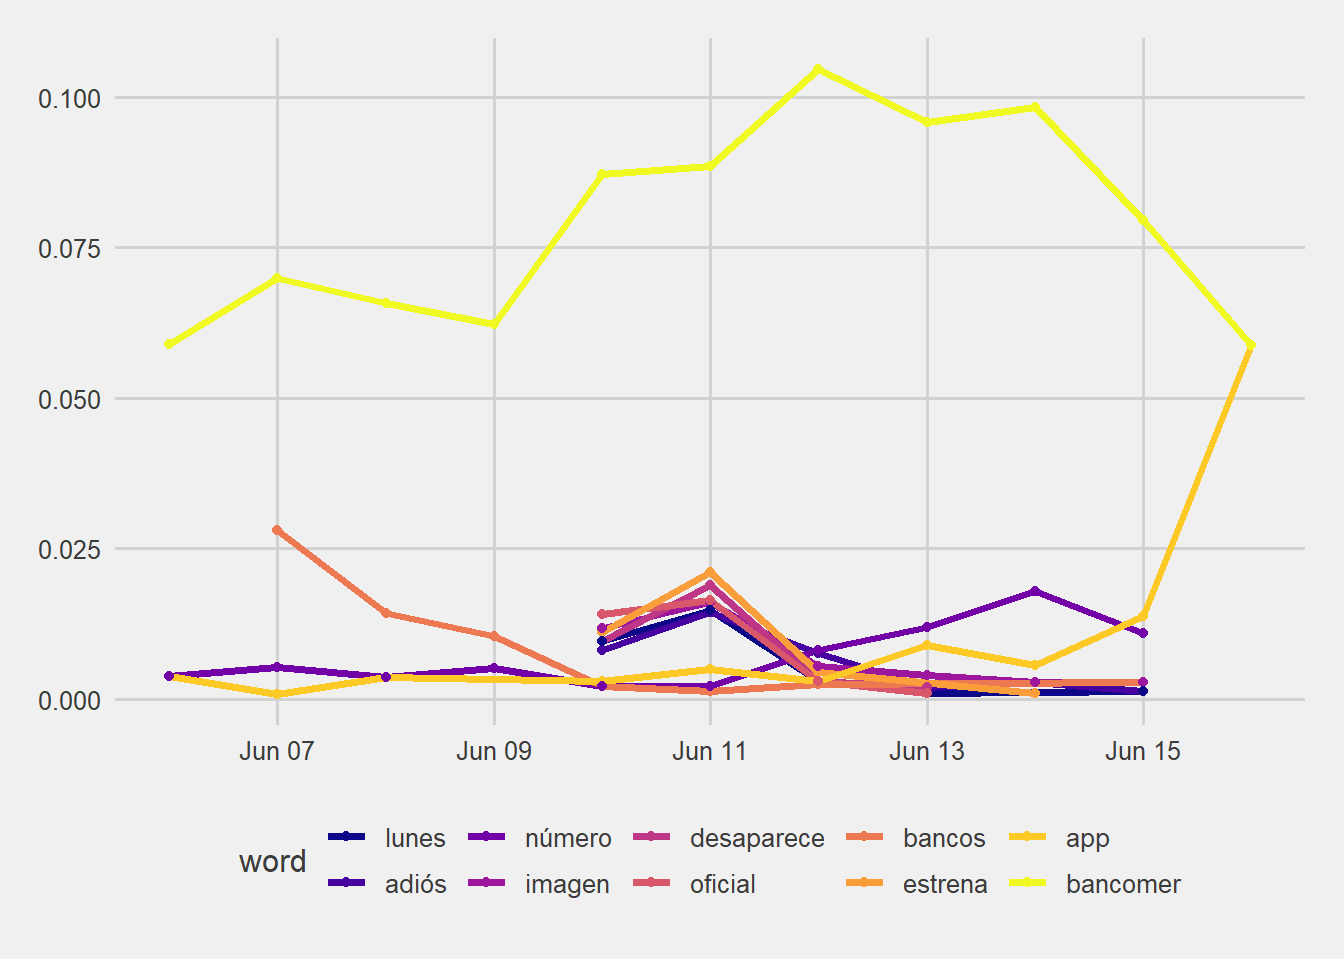 0.100
0.075
0.050
0.025
0.000
Jun 07 Jun 09 Jun 11 Jun 13 Jun 15
word
lunes número desaparece bancos app
adiós imagen oficial estrena bancomer